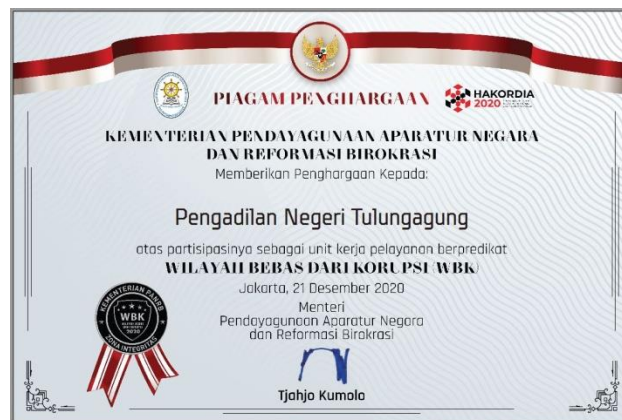 PIAGAM PENGHARGAAN
HAKORDIA
2020
KEMENTERIAN PENDAYAGUNAAN APARATUR NEGARA
DAN REFORMASI BIROKRASI
Memberikan Penghargaan Kepada:
Pengadilan Negeri Tulungagung
atas partisipasinya sebagai unit kerja pelayanan berpredikat
WILAYAH BEBAS DARI KORUPSI (WBK)
Jakarta, 21 Desember 2020
Menteri
Pendayagunaan Aparatur Negara
dan Reformasi Birokrasi
KEMENTERIAN PANRB
WBK
2020
ZONA INTEGRITAS
Tjahjo Kumolo